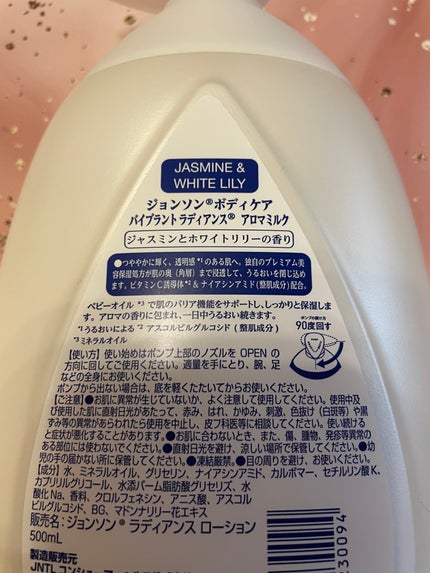 JASMINE &
WHITE LILY
ジョンソン®ボディケア
バイブラントラディアンス® アロマミルク
ジャスミンとホワイトリリーの香り
●つややかに輝く、透明感*1のある肌へ。独自のプレミアム美
容保湿処方が肌の奥(角層)まで浸透して、うるおいを閉じ込め
ます。ビタミンC誘導体*2&ナイアシンアミド(整肌成分)配合。
ベビーオイル*3で肌のバリア機能をサポートし、しっかりと保湿しま
す。アロマの香りに包まれ、一日中うるおい続きます。
*1うるおいによる *2アスコルビルグルコシド(整肌成分)
*3ミネラルオイル
ポンプの開け方
90度回す
【使い方】使い始めはポンプ上部のノズルを OPEN の
方向に回してご使用ください。適量を手にとり、腕、足
などの全身にお使いください。
ポンプから出ない場合は、底を軽くたたいてからお使いください。
【ご注意】●お肌に異常が生じていないか、よく注意して使用してください。使用中及
び使用した肌に直射日光があたって、赤み、はれ、かゆみ、刺激、色抜け(白斑等)や黒
ずみ等の異常があらわれたら使用を中止し、皮フ科医等に相談してください。使い続ける
と症状が悪化することがあります。●お肌に合わないとき、また、傷、腫物、発疹等異常の
ある部位には使わないでください。●直射日光を避け、涼しい場所で保管してください。●幼
児の手の届かない所に保管してください。●凍結厳禁。●目の周りを避け、お使いください。
【成分】水、ミネラルオイル、グリセリン、ナイアシンアミド、カルボマー、セチルリン酸K、
カプリリルグリコール、水添パーム脂肪酸グリセリズ、水
酸化Na、香料、クロルフェネシン、アニス酸、アスコル
ビルグルコシド、BG、マドンナリリー花エキス
販売名:ジョンソン®ラディアンス ローション
500mL
製造販売元
30094